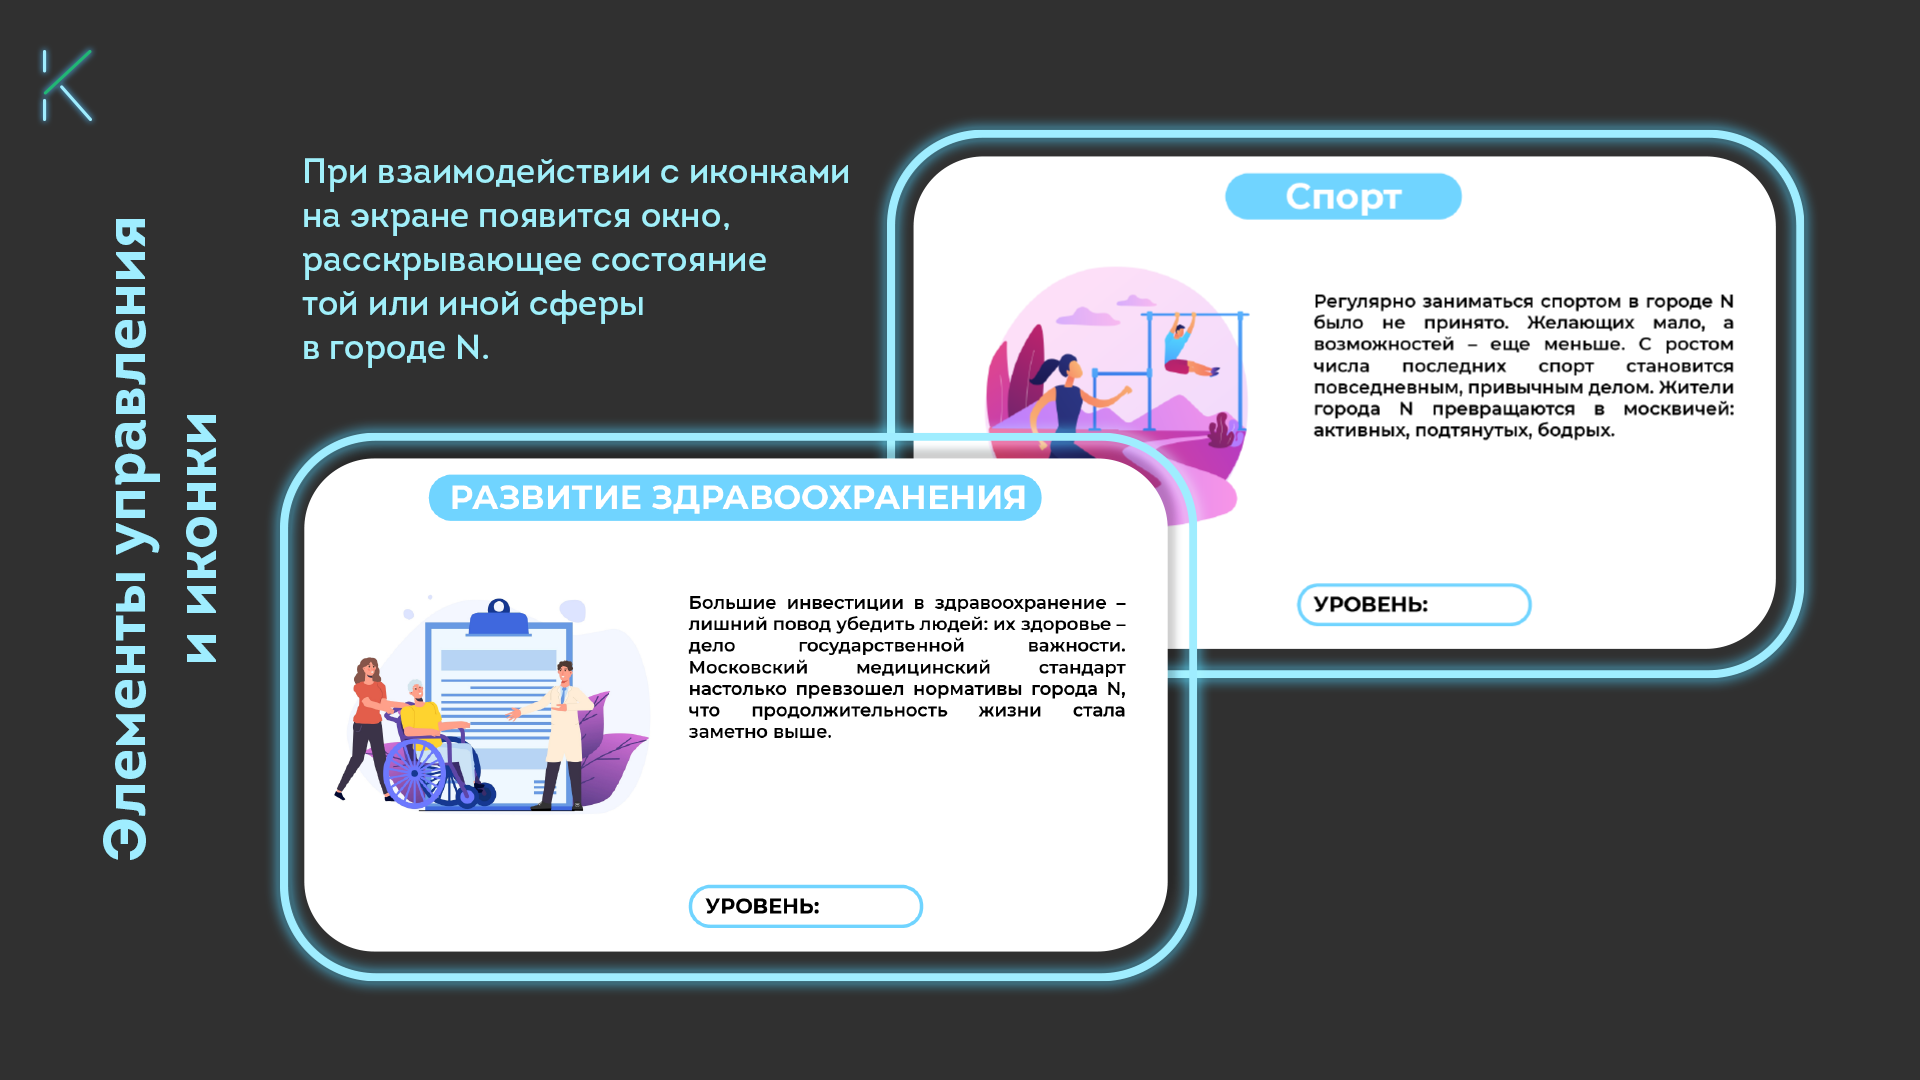 Элементы управления
и иконки
При взаимодействии с иконками
на экране появится окно,
расскрывающее состояние
той или иной сферы
в городе N.
Спорт
Регулярно заниматься спортом в городе N
было не принято. Желающих мало, а
возможностей – еще меньше. С ростом
числа последних спорт становится
повседневным, привычным делом. Жители
города N превращаются в москвичей:
активных, подтянутых, бодрых.
УРОВЕНЬ:
РАЗВИТИЕ ЗДРАВООХРАНЕНИЯ
Большие инвестиции в здравоохранение –
лишний повод убедить людей: их здоровье –
дело государственной важности.
Московский медицинский стандарт
настолько превзошел нормативы города N,
что продолжительность жизни стала
заметно выше.
УРОВЕНЬ: